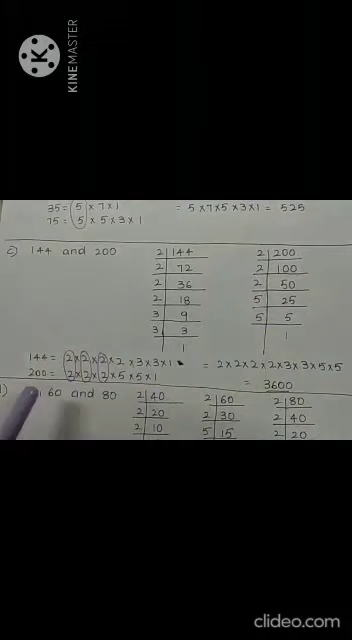 KINEMASTER
35 = 5 × 7 × 1 = 5 × 7 × 5 × 3 × 1 = 525
75 = 5 × 5 × 3 × 1
c) 144 and 200
2 | 144
2 | 72
2 | 36
2 | 18
3 | 9
3 | 3
1
2 | 200
2 | 100
2 | 50
5 | 25
5 | 5
1
144 = 2 × 2 × 2 × 2 × 3 × 3 × 1 = 2 × 2 × 2 × 2 × 3 × 3 × 5 × 5
200 = 2 × 2 × 2 × 5 × 5 × 1 = 3600
60 and 80
2 | 40
2 | 20
2 | 10
2 | 60
2 | 30
5 | 15
2 | 80
2 | 40
2 | 20
clideo.com